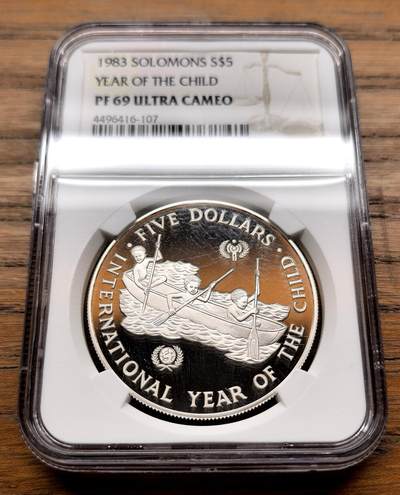 1983 SOLOMONS S$5
YEAR OF THE CHILD
PF 69 ULTRA CAMEO
4496416-107
· FIVE DOLLARS ·
INTERNATIONAL YEAR OF THE CHILD